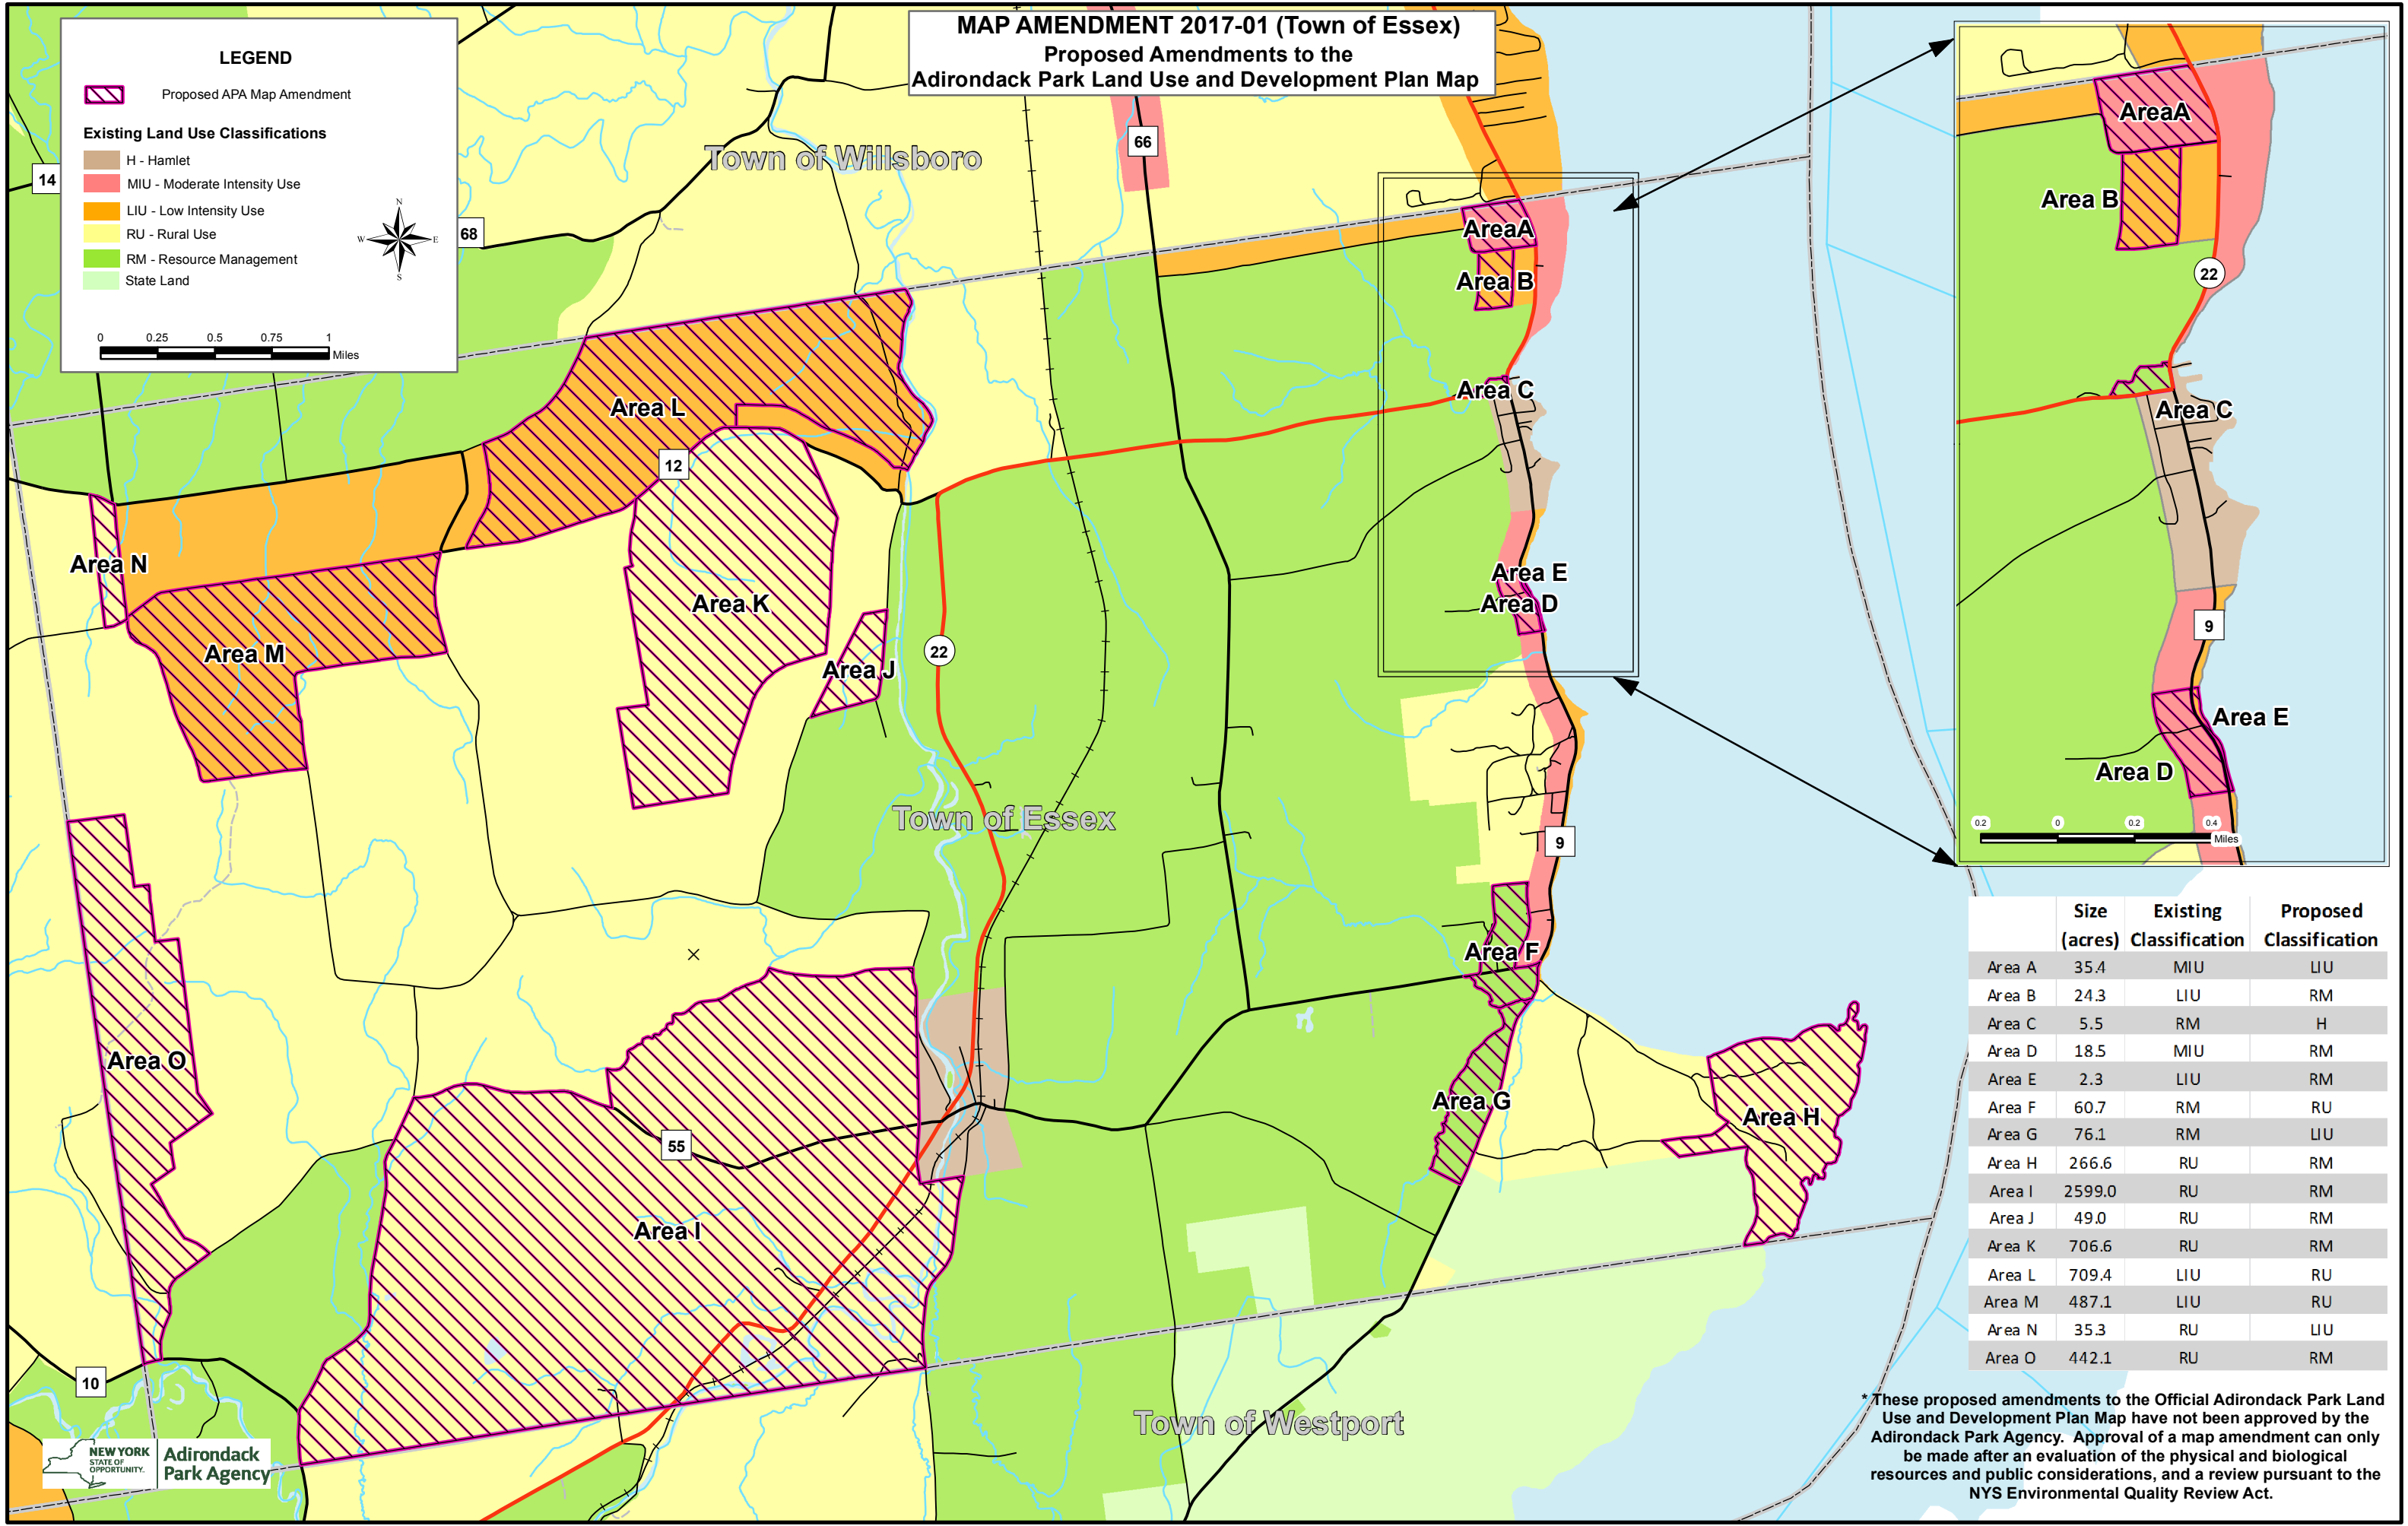 MAP AMENDMENT 2017-01 (Town of Essex)
Proposed Amendments to the
Adirondack Park Land Use and Development Plan Map
LEGEND
Proposed APA Map Amendment
Existing Land Use Classifications
H - Hamlet
MIU - Moderate Intensity Use
LIU - Low Intensity Use
RU - Rural Use
RM - Resource Management
State Land
N
W E
S
0 0.25 0.5 0.75 1
Miles
14
68
66
Town of Willsboro
AreaA
Area B
Area C
Area L
12
Area N
Area K
Area E
Area D
Area M
Area J
22
Town of Essex
9
Area F
Area O
Area G
Area H
55
Area I
10
Town of Westport
NEW YORK
STATE OF
OPPORTUNITY.
Adirondack
Park Agency
AreaA
Area B
22
Area C
9
Area E
Area D
0.2 0 0.2 0.4
Miles
Size Existing Proposed
(acres) Classification Classification
Area A 35.4 MIU LIU
Area B 24.3 LIU RM
Area C 5.5 RM H
Area D 18.5 MIU RM
Area E 2.3 LIU RM
Area F 60.7 RM RU
Area G 76.1 RM LIU
Area H 266.6 RU RM
Area I 2599.0 RU RM
Area J 49.0 RU RM
Area K 706.6 RU RM
Area L 709.4 LIU RU
Area M 487.1 LIU RU
Area N 35.3 RU LIU
Area O 442.1 RU RM
* These proposed amendments to the Official Adirondack Park Land
Use and Development Plan Map have not been approved by the
Adirondack Park Agency. Approval of a map amendment can only
be made after an evaluation of the physical and biological
resources and public considerations, and a review pursuant to the
NYS Environmental Quality Review Act.